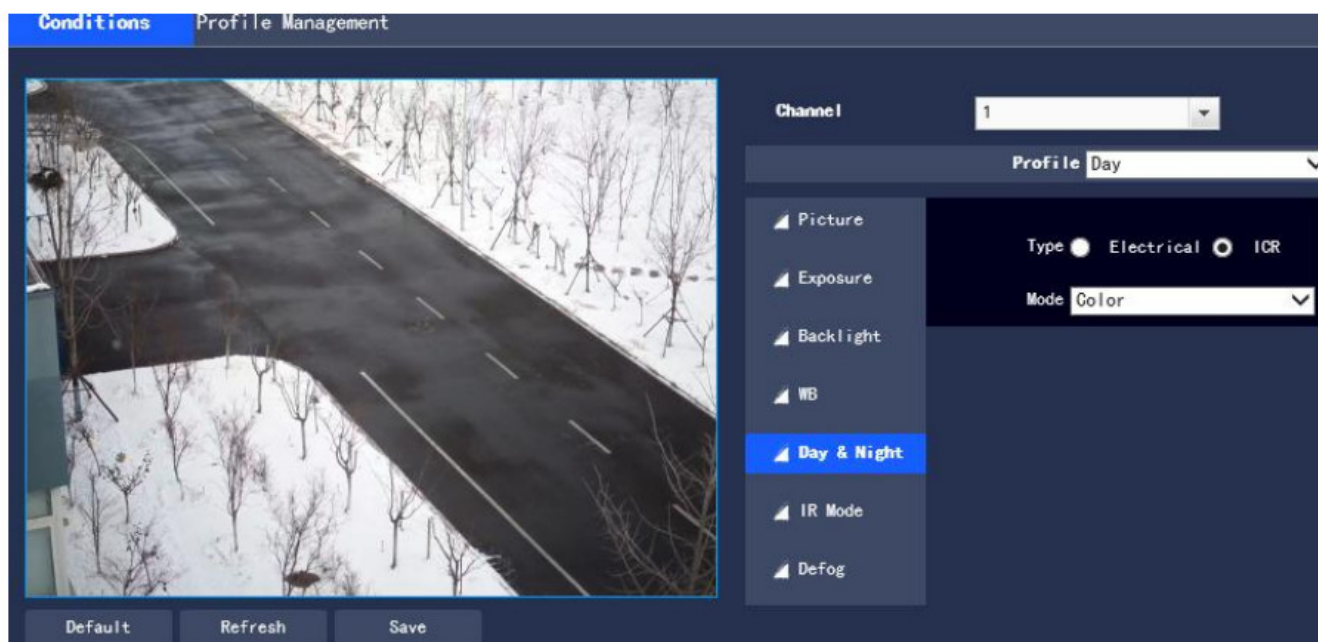 Conditions Profile Management
Channel 1
Profile Day
Picture
Exposure
Backlight
WB
Day & Night
IR Mode
Defog
Type Electrical ICR
Mode Color
Default Refresh Save